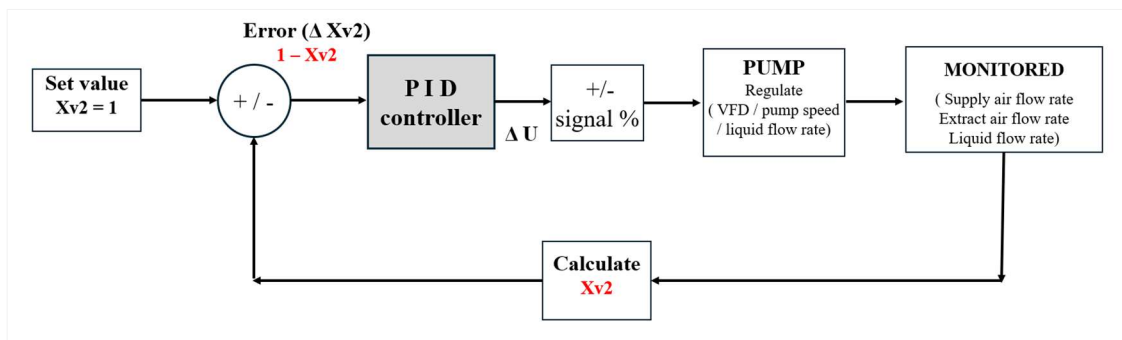 Error (Δ Xv2)
1 – Xv2
Set value
Xv2 = 1
+ / -
P I D
controller
Δ U
+/-
signal %
PUMP
Regulate
( VFD / pump speed
/ liquid flow rate)
MONITORED
( Supply air flow rate
Extract air flow rate
Liquid flow rate)
Calculate
Xv2